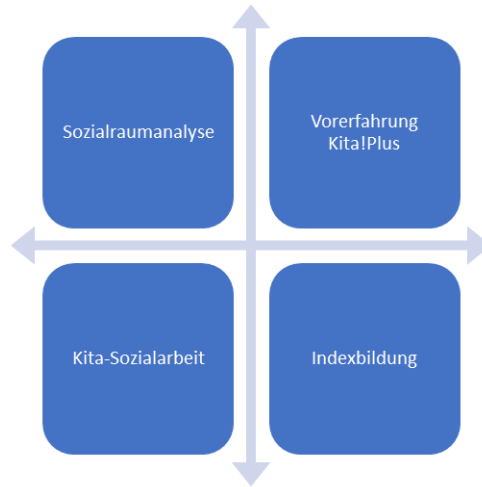 Sozialraumanalyse
Vorerfahrung
Kita!Plus
Kita-Sozialarbeit
Indexbildung